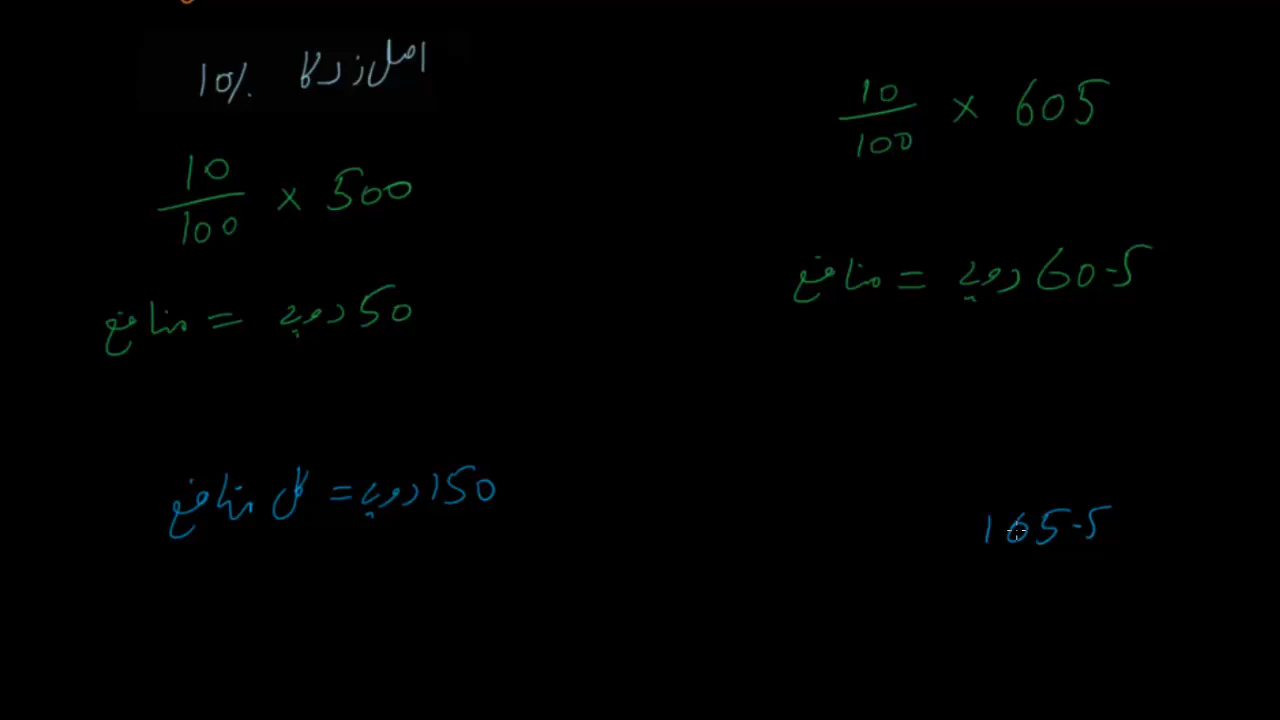 اصل زر کا 10%
10/100 × 500
50 روپے = منافع
150 روپے = کل منافع
10/100 × 605
60.5 روپے = منافع
165.5